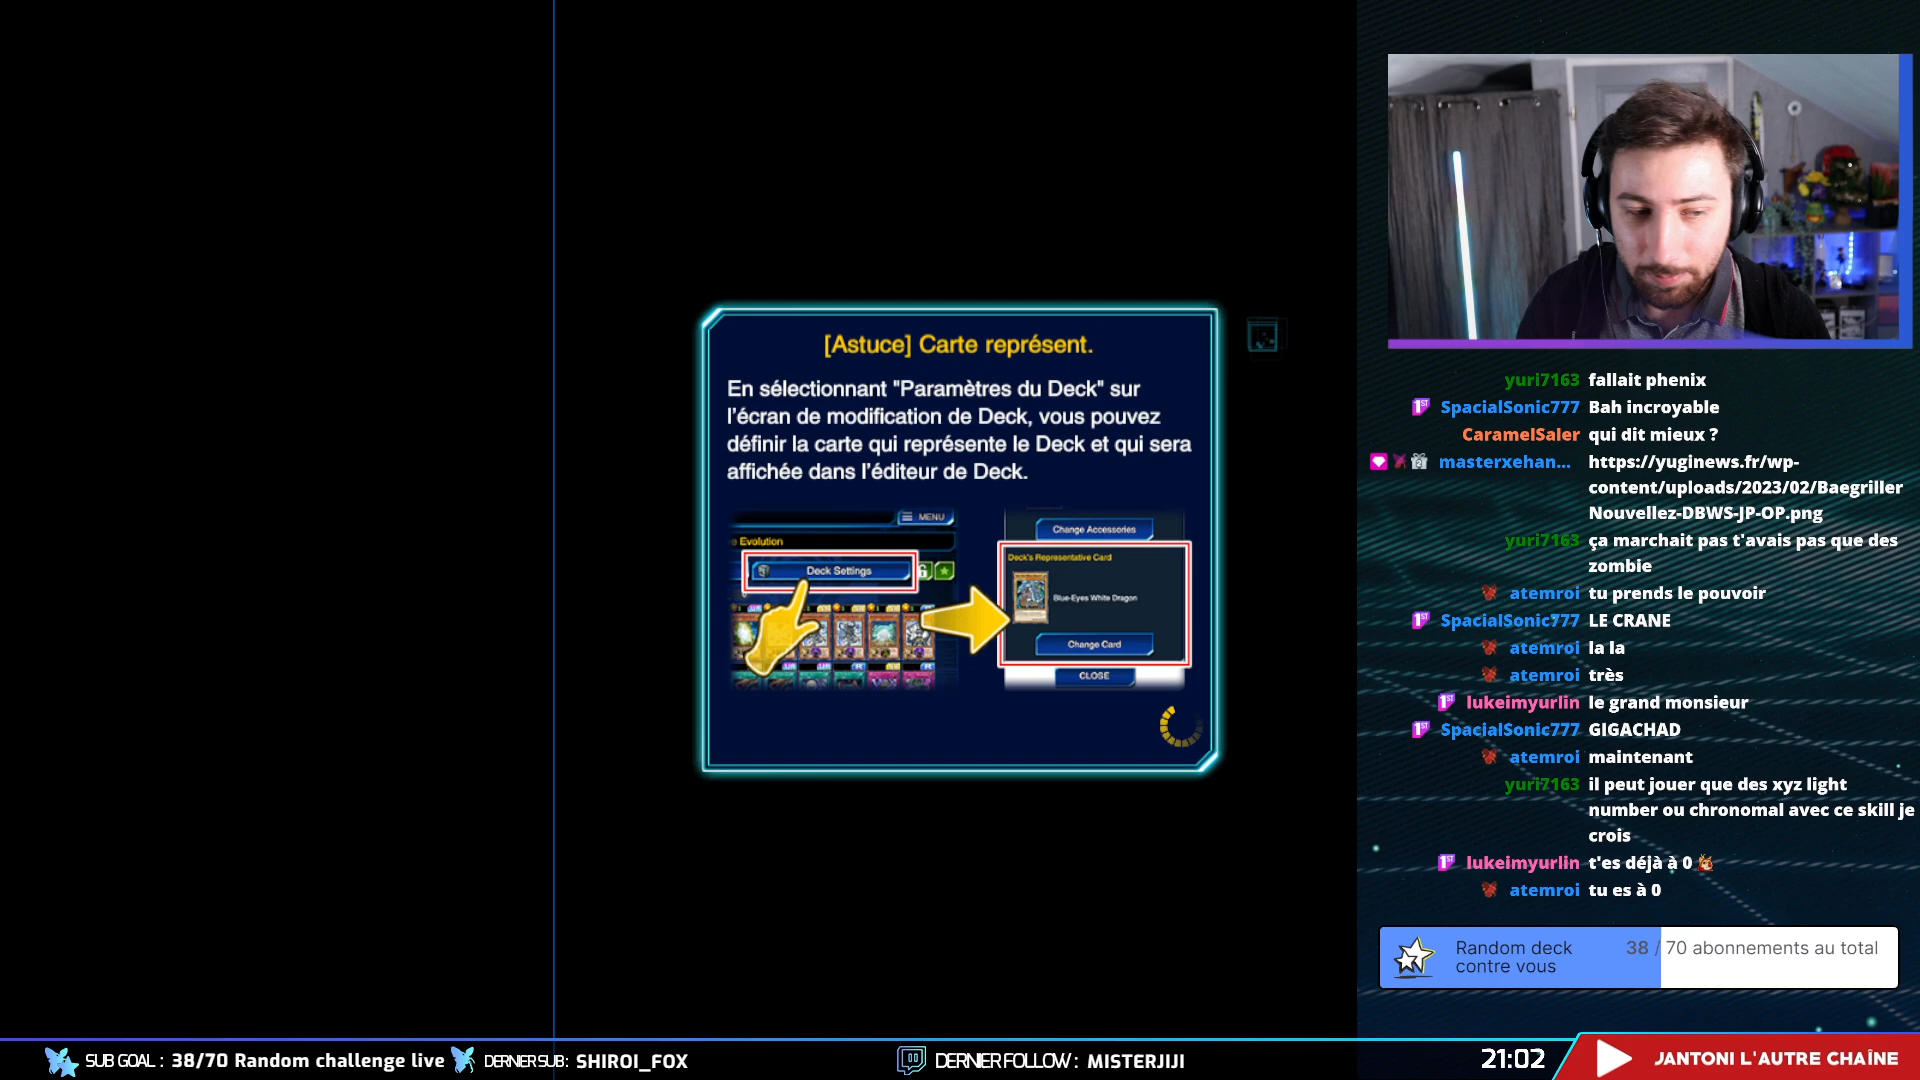 [Astuce] Carte représent.
En sélectionnant "Paramètres du Deck" sur
l'écran de modification de Deck, vous pouvez
définir la carte qui représente le Deck et qui sera
affichée dans l'éditeur de Deck.
MENU
Evolution
Deck Settings
Change Accessories
Deck's Representative Card
Blue-Eyes White Dragon
Change Card
CLOSE
yuri7163 fallait phenix
1ST SpacialSonic777 Bah incroyable
CaramelSaler qui dit mieux ?
masterxehan... https://yuginews.fr/wp-
content/uploads/2023/02/Baegriller
Nouvellez-DBWS-JP-OP.png
yuri7163 ça marchait pas t'avais pas que des
zombie
atemroi tu prends le pouvoir
1ST SpacialSonic777 LE CRANE
atemroi la la
atemroi très
1ST lukeimyurlin le grand monsieur
1ST SpacialSonic777 GIGACHAD
atemroi maintenant
yuri7163 il peut jouer que des xyz light
number ou chronomal avec ce skill je
crois
1ST lukeimyurlin t'es déjà à 0
atemroi tu es à 0
Random deck 38 / 70 abonnements au total
contre vous
SUB GOAL : 38/70 Random challenge live DERNIER SUB : SHIROI_FOX DERNIER FOLLOW : MISTERJIJI 21:02 JANTONI L'AUTRE CHAÎNE